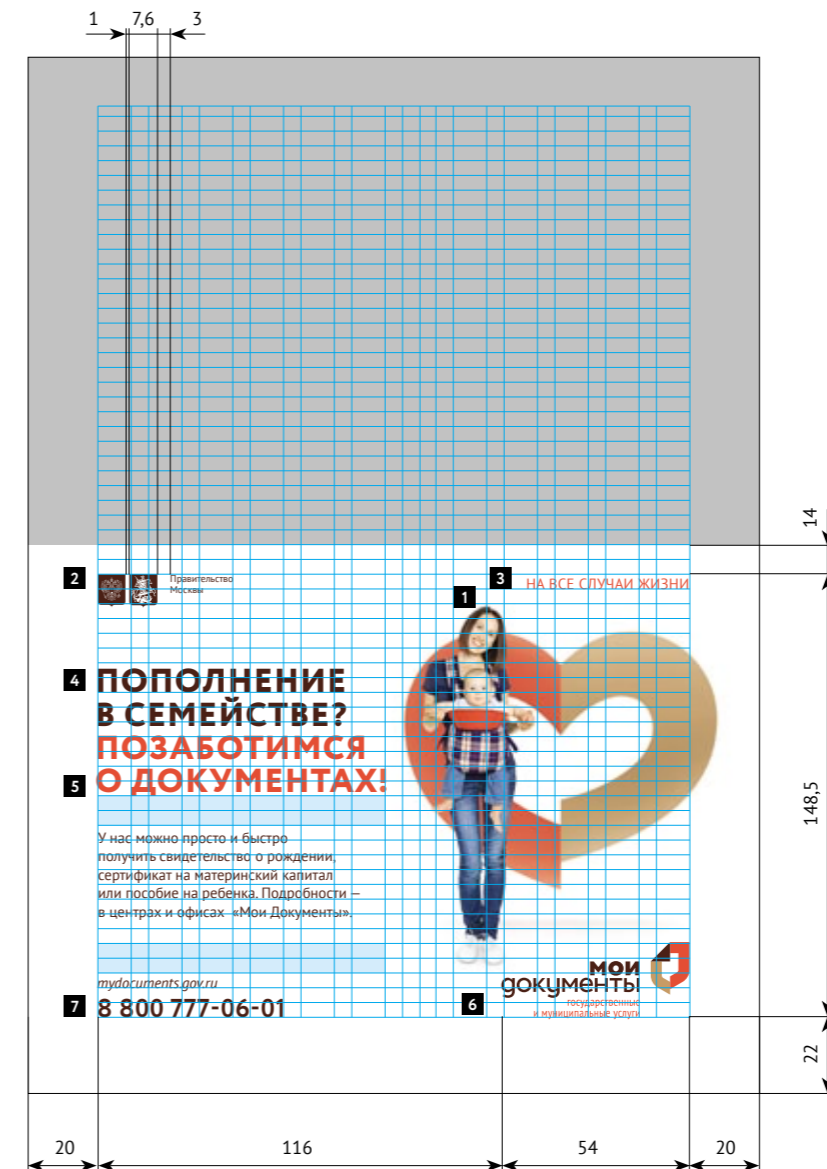 1 7,6 3
14
2
Правительство
Москвы
3
НА ВСЕ СЛУЧАИ ЖИЗНИ
1
4
ПОПОЛНЕНИЕ
В СЕМЕЙСТВЕ?
ПОЗАБОТИМСЯ
О ДОКУМЕНТАХ!
5
148,5
У нас можно просто и быстро
получить свидетельство о рождении,
сертификат на материнский капитал
или пособие на ребенка. Подробности —
в центрах и офисах «Мои Документы».
mydocuments.gov.ru
7
8 800 777-06-01
6
мои
документы
государственные
и муниципальные услуги
22
20 116 54 20